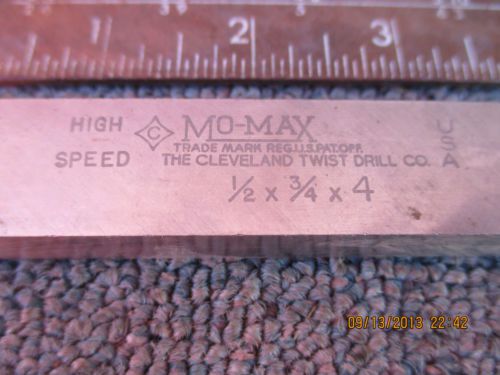 1 2 3
HIGH SPEED
C MO-MAX
TRADE MARK REG.U.S.PAT.OFF.
THE CLEVELAND TWIST DRILL CO.
USA
1/2 x 3/4 x 4
09/13/2013 22:42